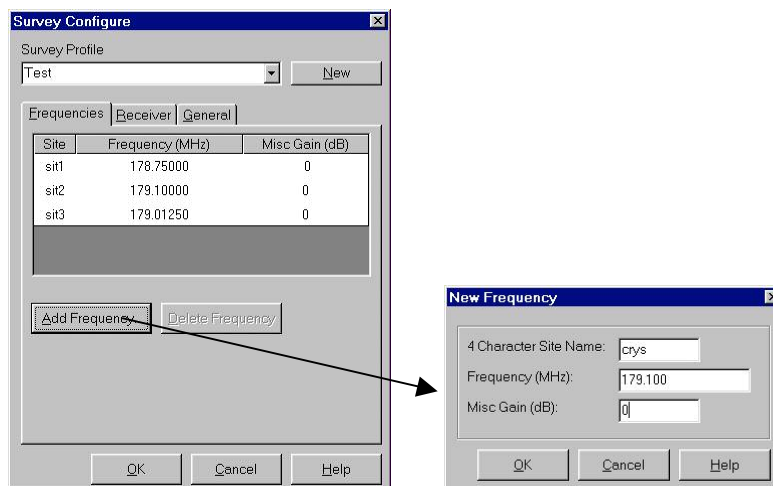 Survey Configure
Survey Profile
Test
New
Frequencies Receiver General
Site Frequency (MHz) Misc Gain (dB)
sit1 178.75000 0
sit2 179.10000 0
sit3 179.01250 0
Add Frequency Delete Frequency
OK Cancel Help
New Frequency
4 Character Site Name: crys
Frequency (MHz): 179.100
Misc Gain (dB): 0
OK Cancel Help